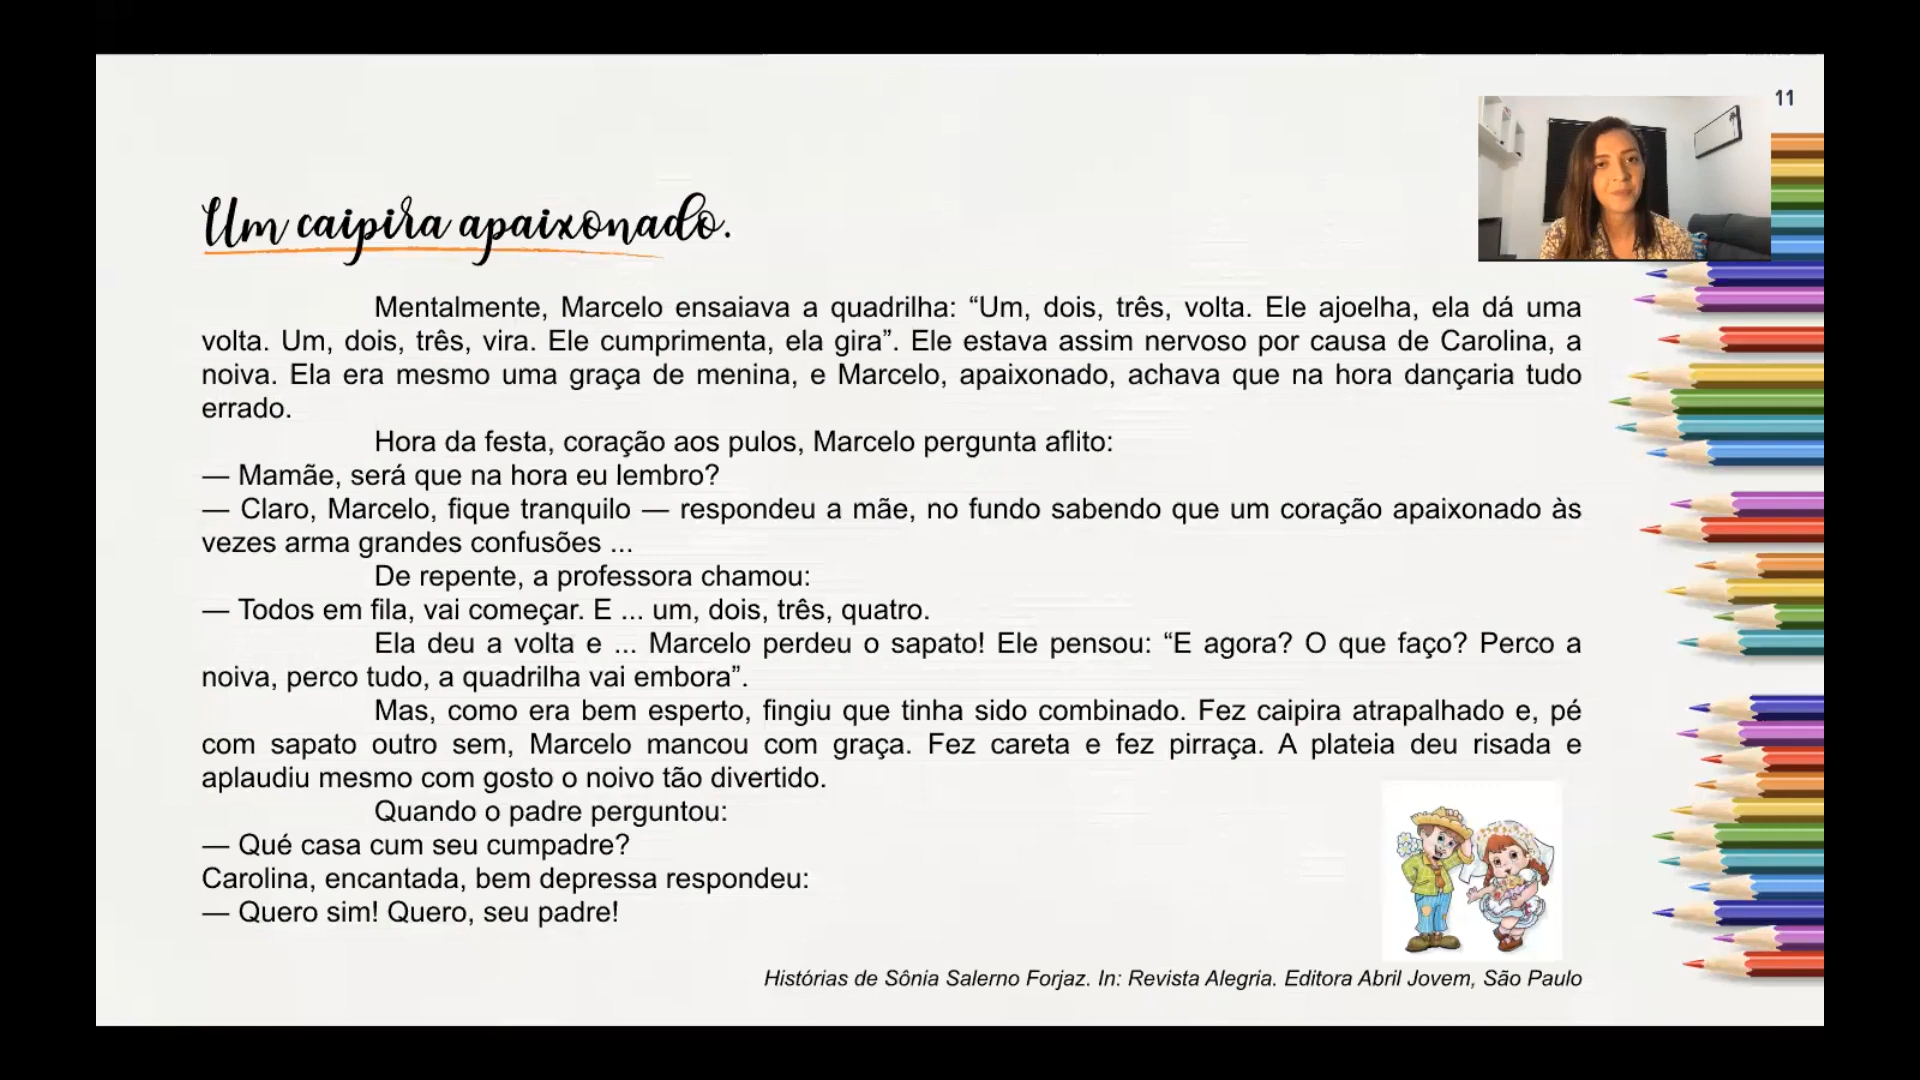 11
Um caipira apaixonado.
Mentalmente, Marcelo ensaiava a quadrilha: “Um, dois, três, volta. Ele ajoelha, ela dá uma
volta. Um, dois, três, vira. Ele cumprimenta, ela gira”. Ele estava assim nervoso por causa de Carolina, a
noiva. Ela era mesmo uma graça de menina, e Marcelo, apaixonado, achava que na hora dançaria tudo
errado.
Hora da festa, coração aos pulos, Marcelo pergunta aflito:
— Mamãe, será que na hora eu lembro?
— Claro, Marcelo, fique tranquilo — respondeu a mãe, no fundo sabendo que um coração apaixonado às
vezes arma grandes confusões ...
De repente, a professora chamou:
— Todos em fila, vai começar. E ... um, dois, três, quatro.
Ela deu a volta e ... Marcelo perdeu o sapato! Ele pensou: “E agora? O que faço? Perco a
noiva, perco tudo, a quadrilha vai embora”.
Mas, como era bem esperto, fingiu que tinha sido combinado. Fez caipira atrapalhado e, pé
com sapato outro sem, Marcelo mancou com graça. Fez careta e fez pirraça. A plateia deu risada e
aplaudiu mesmo com gosto o noivo tão divertido.
Quando o padre perguntou:
— Qué casa cum seu cumpadre?
Carolina, encantada, bem depressa respondeu:
— Quero sim! Quero, seu padre!
Histórias de Sônia Salerno Forjaz. In: Revista Alegria. Editora Abril Jovem, São Paulo